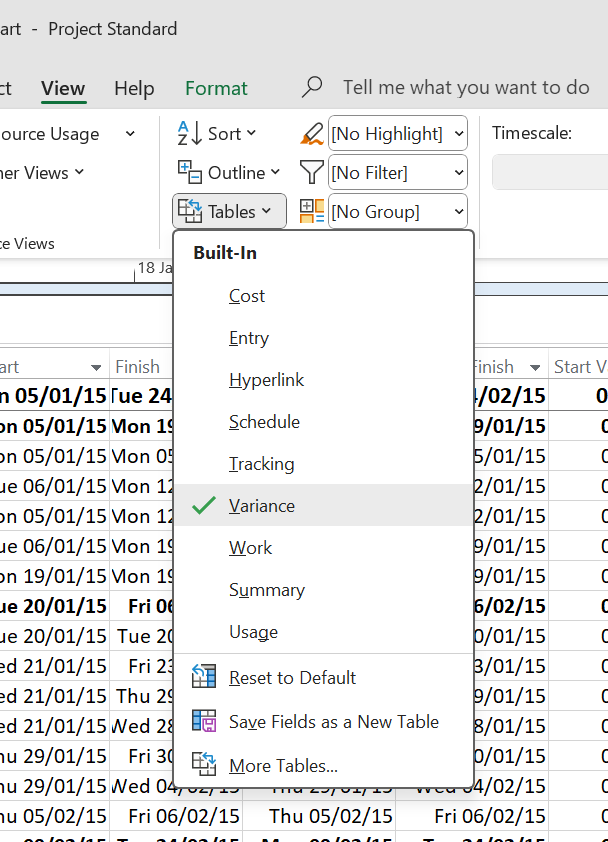 art - Project Standard
ct View Help Format Tell me what you want to do
ource Usage Sort [No Highlight] Timescale:
er Views Outline [No Filter]
Tables [No Group]
ce Views
Built-In
18 Ja
Cost
Entry
Hyperlink
art Finish Finish Start Va
Schedule
Tracking
Variance
Work
Summary
Usage
Reset to Default
Save Fields as a New Table
More Tables...
n 05/01/15 Tue 24 /02/15 0
on 05/01/15 Mon 19 9/01/15 0
on 05/01/15 Mon 05 5/01/15 0
ue 06/01/15 Mon 12 2/01/15 0
on 05/01/15 Mon 12 2/01/15 0
ue 06/01/15 Mon 19 9/01/15 0
on 19/01/15 Mon 19 9/01/15 0
ue 20/01/15 Fri 06 6/02/15 0
ue 20/01/15 Tue 20 0/01/15 0
ed 21/01/15 Fri 23 3/01/15 0
ed 21/01/15 Thu 29 9/01/15 0
ed 21/01/15 Wed 28 8/01/15 0
hu 29/01/15 Fri 30 0/01/15 0
hu 29/01/15 Wed 04/02/15 Thu 29/01/15 Wed 04/02/15 0
hu 05/02/15 Fri 06/02/15 Thu 05/02/15 Fri 06/02/15 0